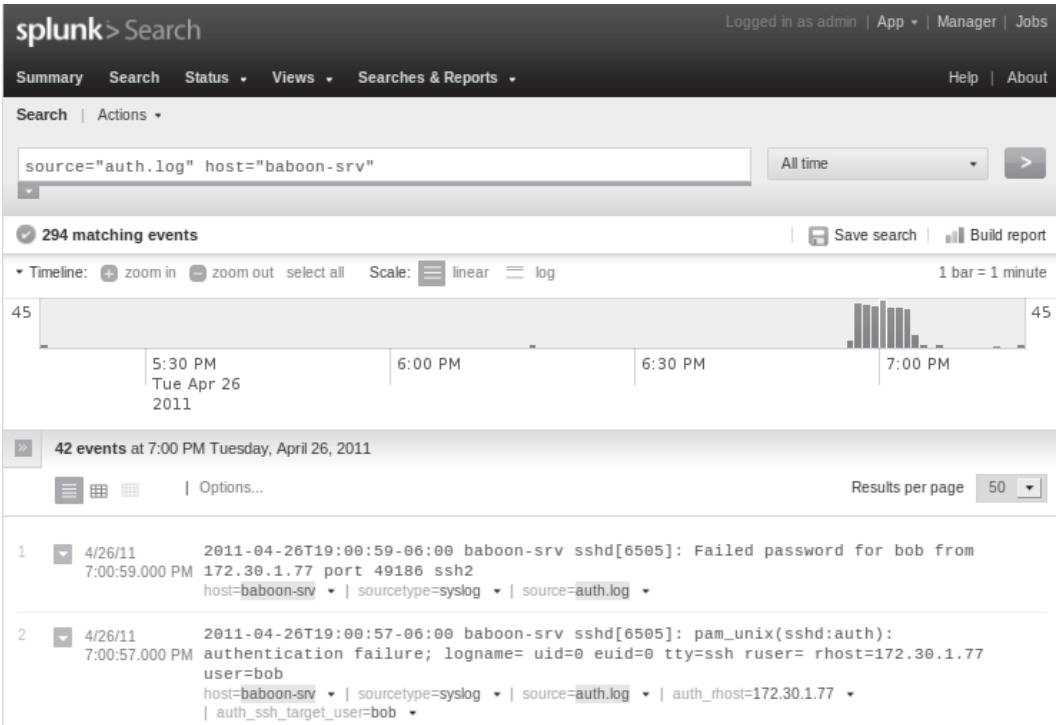 splunk> Search
Logged in as admin | App | Manager | Jobs
Summary Search Status Views Searches & Reports
Help | About
Search | Actions
source="auth.log" host="baboon-srv"
All time
>
294 matching events
Save search
Build report
Timeline: zoom in zoom out select all Scale: linear log
1 bar = 1 minute
45
45
5:30 PM
Tue Apr 26
2011
6:00 PM
6:30 PM
7:00 PM
» 42 events at 7:00 PM Tuesday, April 26, 2011
| Options...
Results per page 50
1
4/26/11
7:00:59.000 PM
2011-04-26T19:00:59-06:00 baboon-srv sshd[6505]: Failed password for bob from
172.30.1.77 port 49186 ssh2
host=baboon-srv | sourcetype=syslog | source=auth.log
2
4/26/11
7:00:57.000 PM
2011-04-26T19:00:57-06:00 baboon-srv sshd[6505]: pam_unix(sshd:auth):
authentication failure; logname= uid=0 euid=0 tty=ssh ruser= rhost=172.30.1.77
user=bob
host=baboon-srv | sourcetype=syslog | source=auth.log | auth_rhost=172.30.1.77
| auth_ssh_target_user=bob